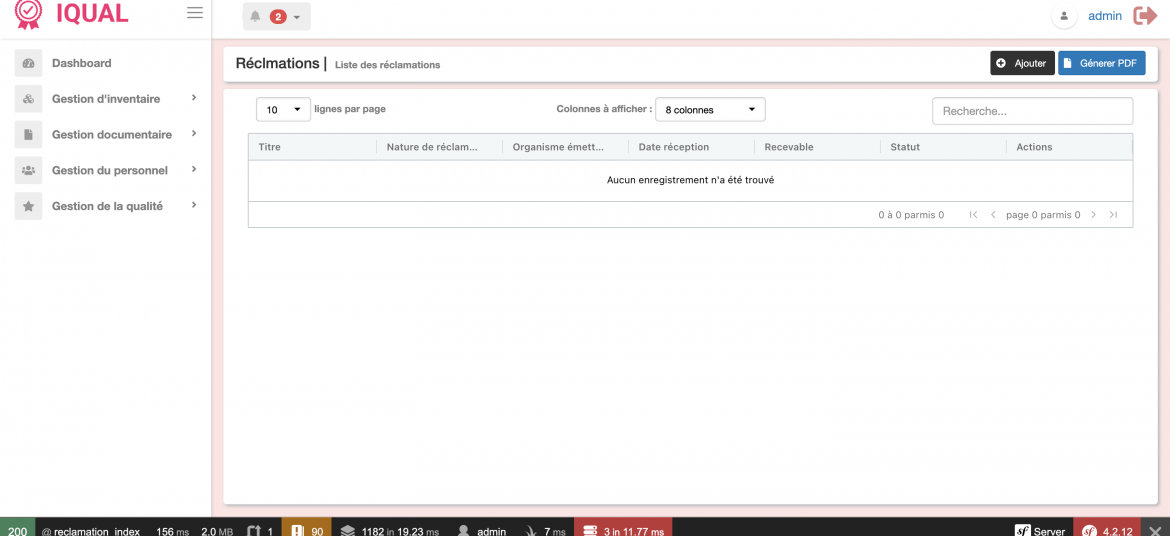 IQUAL
2
admin
Dashboard
Gestion d'inventaire
Gestion documentaire
Gestion du personnel
Gestion de la qualité
Réclmations | Liste des réclamations
Ajouter
Génerer PDF
10 lignes par page
Colonnes à afficher : 8 colonnes
Recherche...
Titre Nature de réclam... Organisme émett... Date réception Recevable Statut Actions
Aucun enregistrement n'a été trouvé
0 à 0 parmis 0 page 0 parmis 0
200 @ reclamation_index 156 ms 2.0 MB 1 90 1182 in 19.23 ms admin 7 ms 3 in 11.77 ms sf Server sf 4.2.12